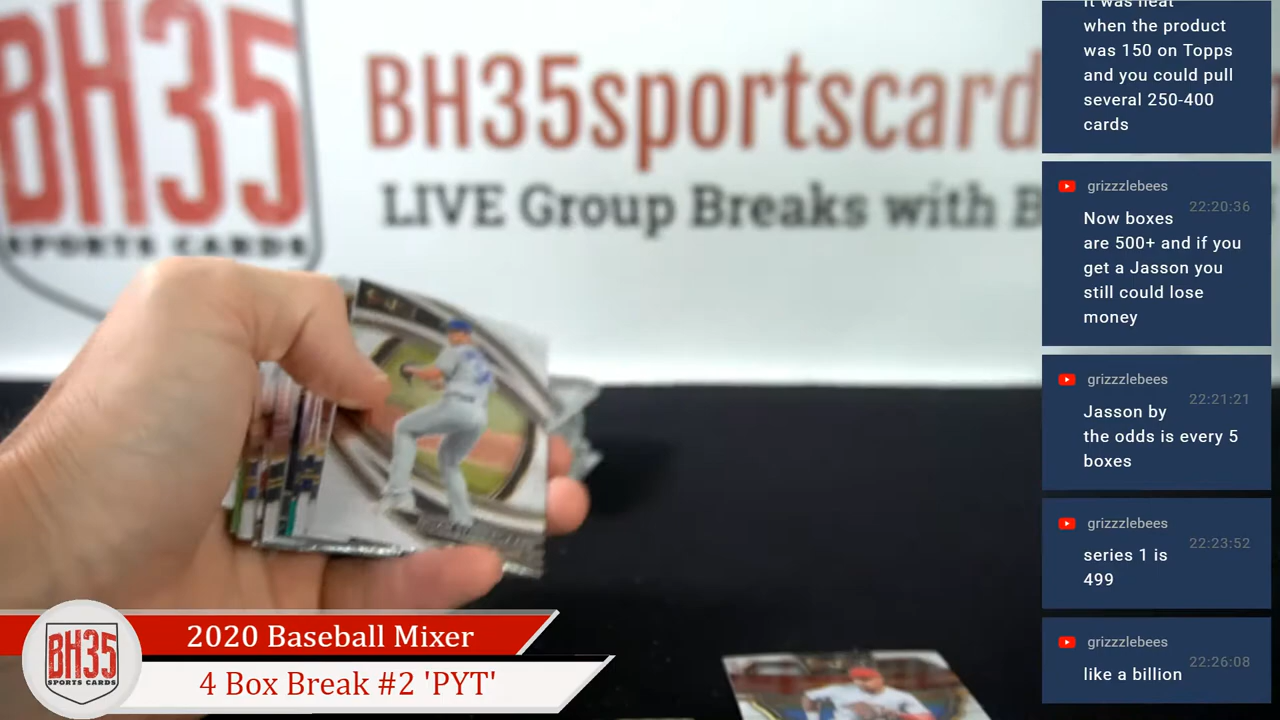 BH35
SPORTS CARDS
BH35sportscard
LIVE Group Breaks with B
it was neat
when the product
was 150 on Topps
and you could pull
several 250-400
cards
grizzzlebees
22:20:36
Now boxes
are 500+ and if you
get a Jasson you
still could lose
money
grizzzlebees
22:21:21
Jasson by
the odds is every 5
boxes
grizzzlebees
22:23:52
series 1 is
499
grizzzlebees
22:26:08
like a billion
BH35
SPORTS CARDS
2020 Baseball Mixer
4 Box Break #2 'PYT'